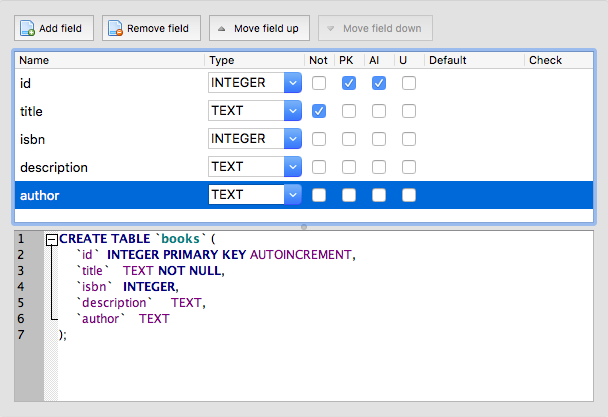 Add field Remove field Move field up Move field down
Name Type Not PK AI U Default Check
id INTEGER
title TEXT
isbn INTEGER
description TEXT
author TEXT
1 CREATE TABLE `books` (
2 `id` INTEGER PRIMARY KEY AUTOINCREMENT,
3 `title` TEXT NOT NULL,
4 `isbn` INTEGER,
5 `description` TEXT,
6 `author` TEXT
7 );